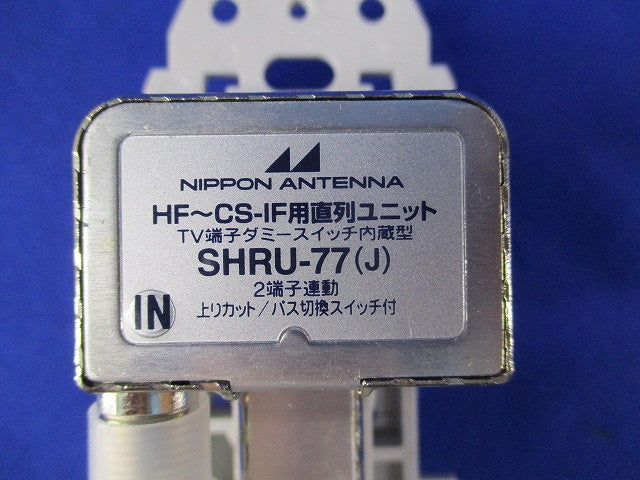 NIPPON ANTENNA
HF～CS-IF用直列ユニット
TV端子ダミースイッチ内蔵型
SHRU-77(J)
2端子連動
上りカット/パス切換スイッチ付
IN